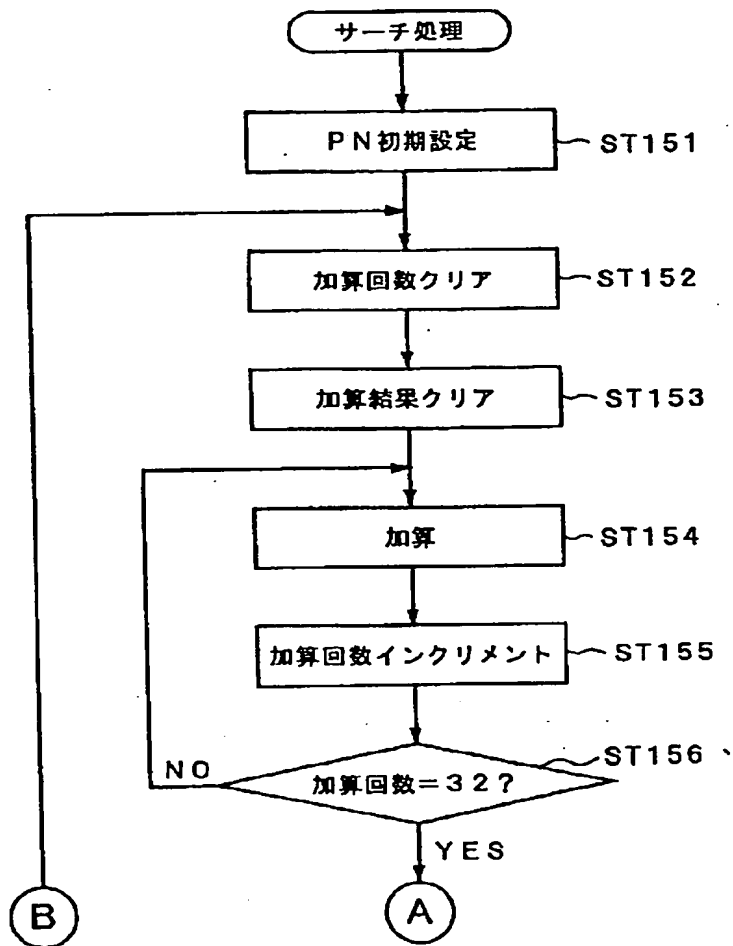 サーチ処理
PN初期設定
ST151
加算回数クリア
ST152
加算結果クリア
ST153
加算
ST154
加算回数インクリメント
ST155
加算回数=32?
ST156
NO
YES
B
A